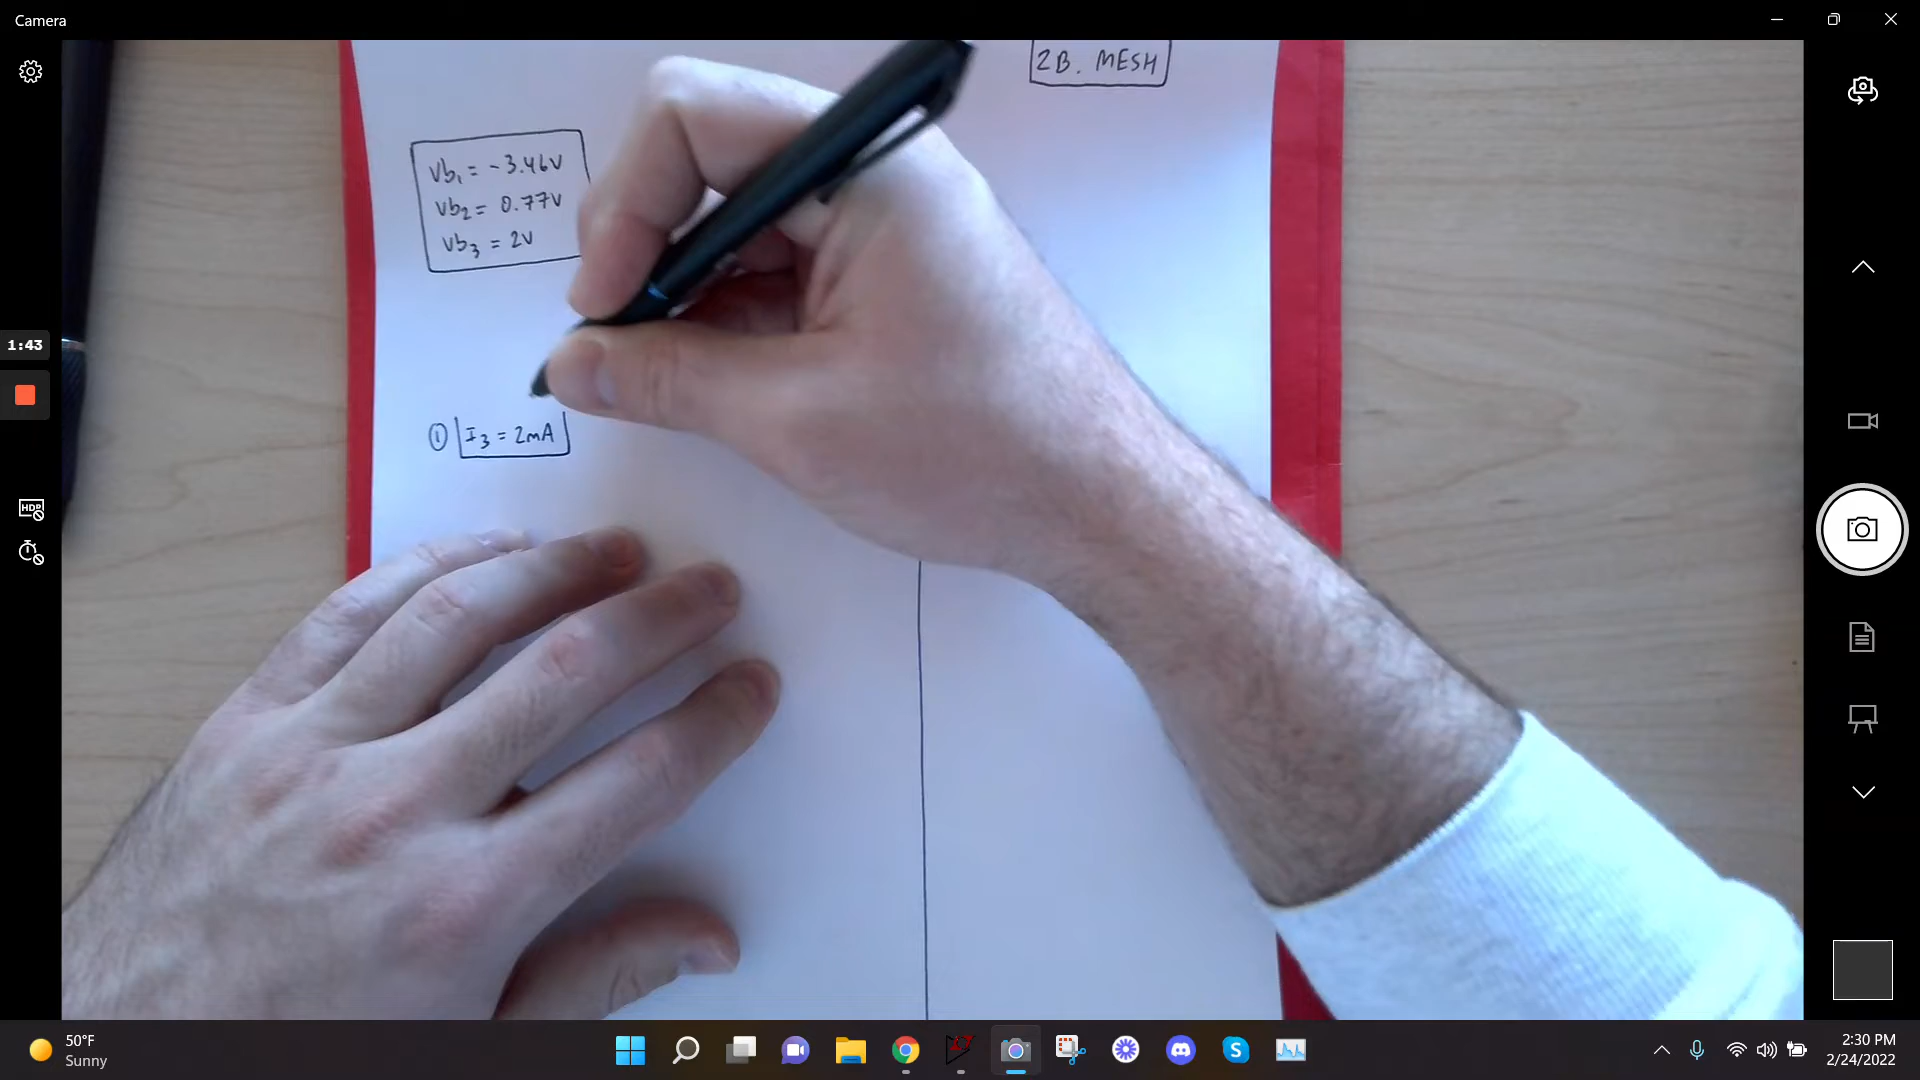 Camera
2B. MESH
Vb₁ = -3.46V
Vb₂ = 0.77V
Vb₃ = 2V
1:43
① I₃ = 2mA
HDR
50°F
Sunny
2:30 PM
2/24/2022